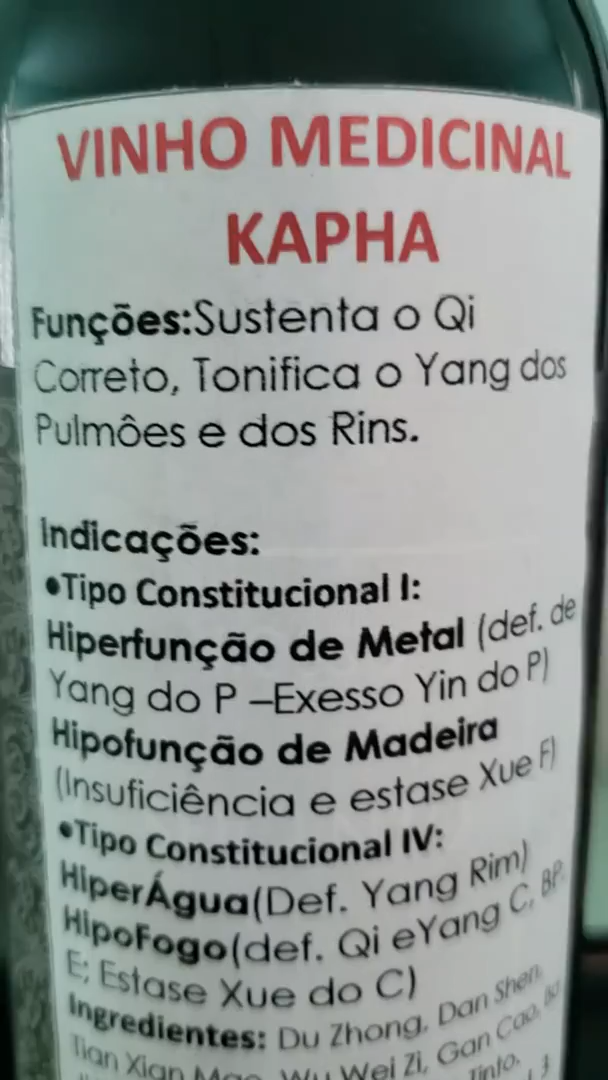 VINHO MEDICINAL
KAPHA
Funções:Sustenta o Qi
Correto, Tonifica o Yang dos
Pulmôes e dos Rins.
Indicações:
•Tipo Constitucional I:
Hiperfunção de Metal (def. de
Yang do P –Exesso Yin do P)
Hipofunção de Madeira
(Insuficiência e estase Xue F)
•Tipo Constitucional IV:
HiperÁgua(Def. Yang Rim)
HipoFogo(def. Qi eYang C, BP,
E; Estase Xue do C)
Ingredientes: Du Zhong, Dan Shen,
Tian Xian Wu Wei Zi, Gan Cao,
Tinto,